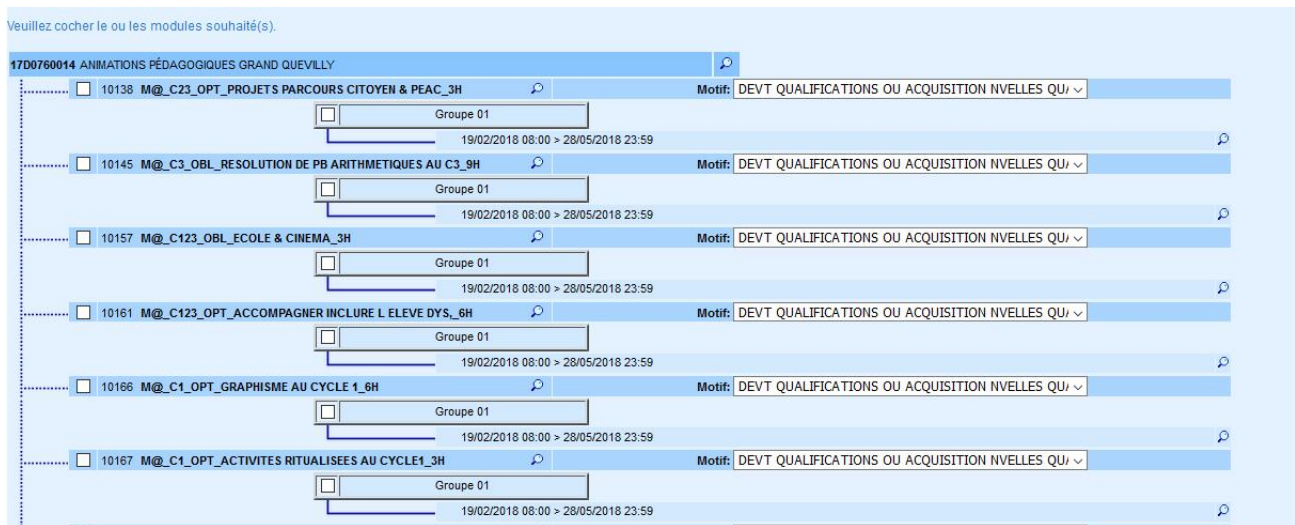 Veuillez cocher le ou les modules souhaité(s).
17D0760014 ANIMATIONS PÉDAGOGIQUES GRAND QUEVILLY
10138 M@_C23_OPT_PROJETS PARCOURS CITOYEN & PEAC_3H Motif: DEVT QUALIFICATIONS OU ACQUISITION NVELLES QU
Groupe 01
19/02/2018 08:00 > 28/05/2018 23:59
10145 M@_C3_OBL_RESOLUTION DE PB ARITHMETIQUES AU C3_9H Motif: DEVT QUALIFICATIONS OU ACQUISITION NVELLES QU
Groupe 01
19/02/2018 08:00 > 28/05/2018 23:59
10157 M@_C123_OBL_ECOLE & CINEMA_3H Motif: DEVT QUALIFICATIONS OU ACQUISITION NVELLES QU
Groupe 01
19/02/2018 08:00 > 28/05/2018 23:59
10161 M@_C123_OPT_ACCOMPAGNER INCLURE L ELEVE DYS,_6H Motif: DEVT QUALIFICATIONS OU ACQUISITION NVELLES QU
Groupe 01
19/02/2018 08:00 > 28/05/2018 23:59
10166 M@_C1_OPT_GRAPHISME AU CYCLE 1_6H Motif: DEVT QUALIFICATIONS OU ACQUISITION NVELLES QU
Groupe 01
19/02/2018 08:00 > 28/05/2018 23:59
10167 M@_C1_OPT_ACTIVITES RITUALISEES AU CYCLE1_3H Motif: DEVT QUALIFICATIONS OU ACQUISITION NVELLES QU
Groupe 01
19/02/2018 08:00 > 28/05/2018 23:59